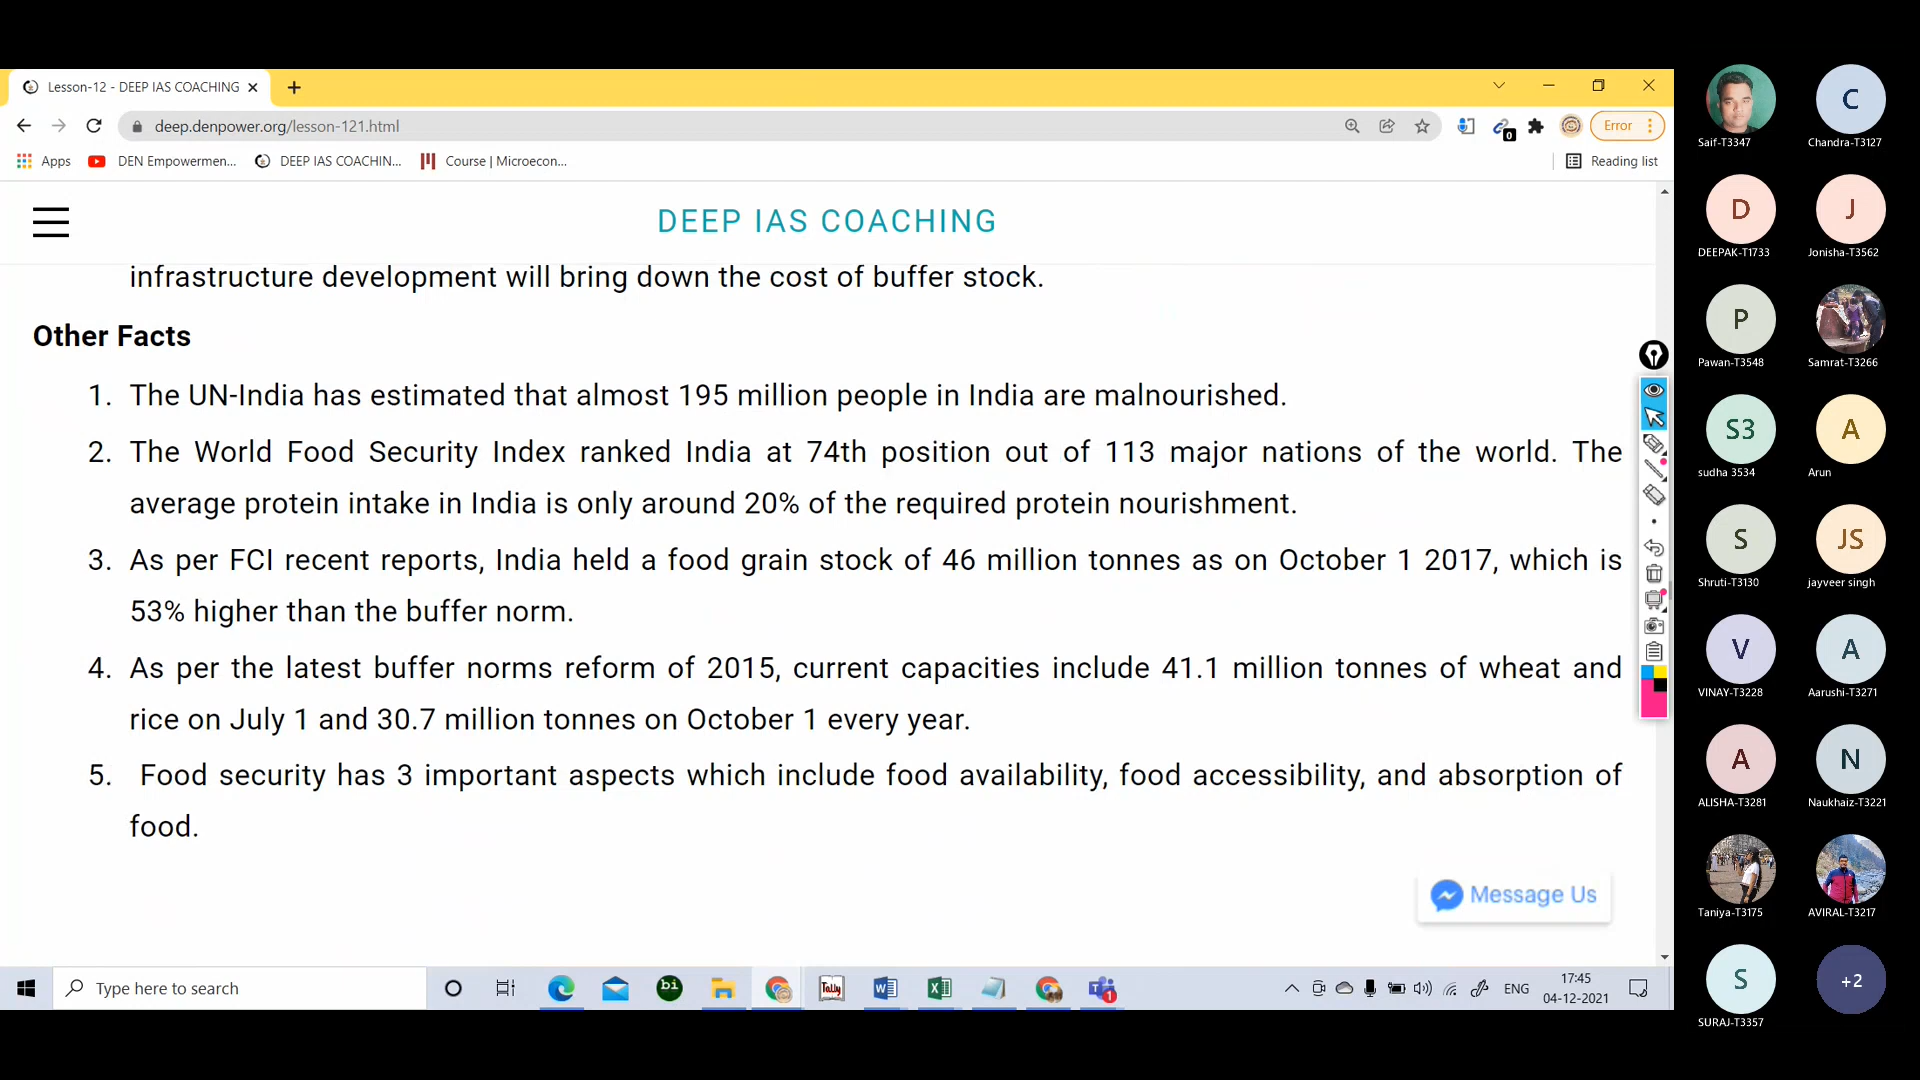 Lesson-12 - DEEP IAS COACHING
deep.denpower.org/lesson-121.html
0
Error
Apps
DEN Empowermen...
DEEP IAS COACHIN...
Course | Microecon...
Reading list
DEEP IAS COACHING
infrastructure development will bring down the cost of buffer stock.
Other Facts
1. The UN-India has estimated that almost 195 million people in India are malnourished.
2. The World Food Security Index ranked India at 74th position out of 113 major nations of the world. The
average protein intake in India is only around 20% of the required protein nourishment.
3. As per FCI recent reports, India held a food grain stock of 46 million tonnes as on October 1 2017, which is
53% higher than the buffer norm.
4. As per the latest buffer norms reform of 2015, current capacities include 41.1 million tonnes of wheat and
rice on July 1 and 30.7 million tonnes on October 1 every year.
5. Food security has 3 important aspects which include food availability, food accessibility, and absorption of
food.
Message Us
Type here to search
bi
Tally
1
ENG
17:45
04-12-2021
Saif-T3347
C
Chandra-T3127
D
DEEPAK-T1733
J
Jonisha-T3562
P
Pawan-T3548
Samrat-T3266
S3
sudha 3534
A
Arun
S
Shruti-T3130
JS
jayveer singh
V
VINAY-T3228
A
Aarushi-T3271
A
ALISHA-T3281
N
Naukhaiz-T3221
Taniya-T3175
AVIRAL-T3217
S
SURAJ-T3357
+2